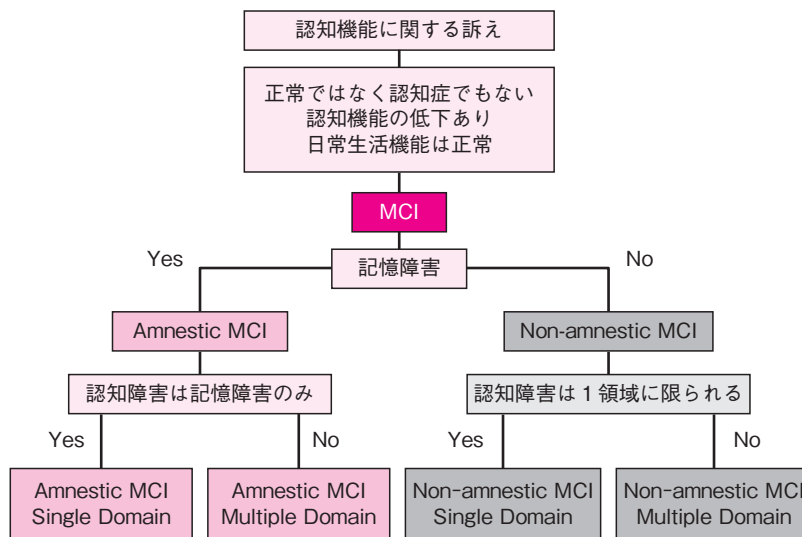 認知機能に関する訴え
正常ではなく認知症でもない
認知機能の低下あり
日常生活機能は正常
MCI
記憶障害
Yes
No
Amnestic MCI
Non-amnestic MCI
認知障害は記憶障害のみ
認知障害は1領域に限られる
Yes
No
Yes
No
Amnestic MCI
Single Domain
Amnestic MCI
Multiple Domain
Non-amnestic MCI
Single Domain
Non-amnestic MCI
Multiple Domain